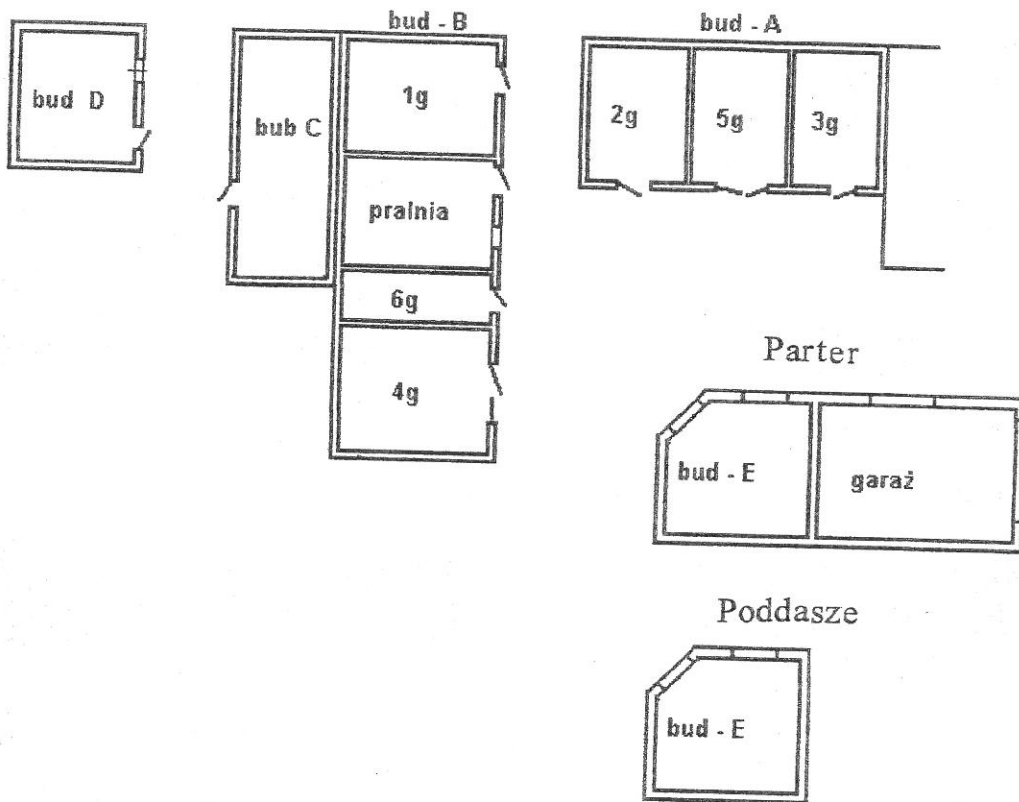 bud - B
bud - A
bud D
bub C
1g
2g
5g
3g
pralnia
6g
4g
Parter
bud - E
garaż
Poddasze
bud - E